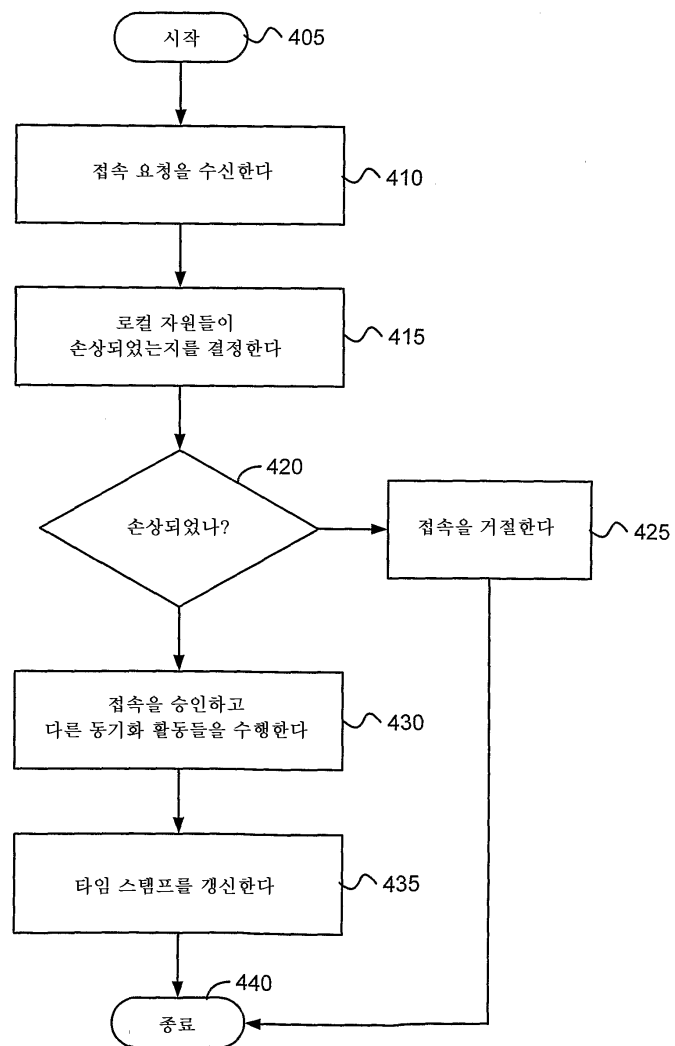 시작
405
접속 요청을 수신한다
410
로컬 자원들이
손상되었는지를 결정한다
415
420
손상되었나?
접속을 거절한다
425
접속을 승인하고
다른 동기화 활동들을 수행한다
430
타임 스탬프를 갱신한다
435
440
종료